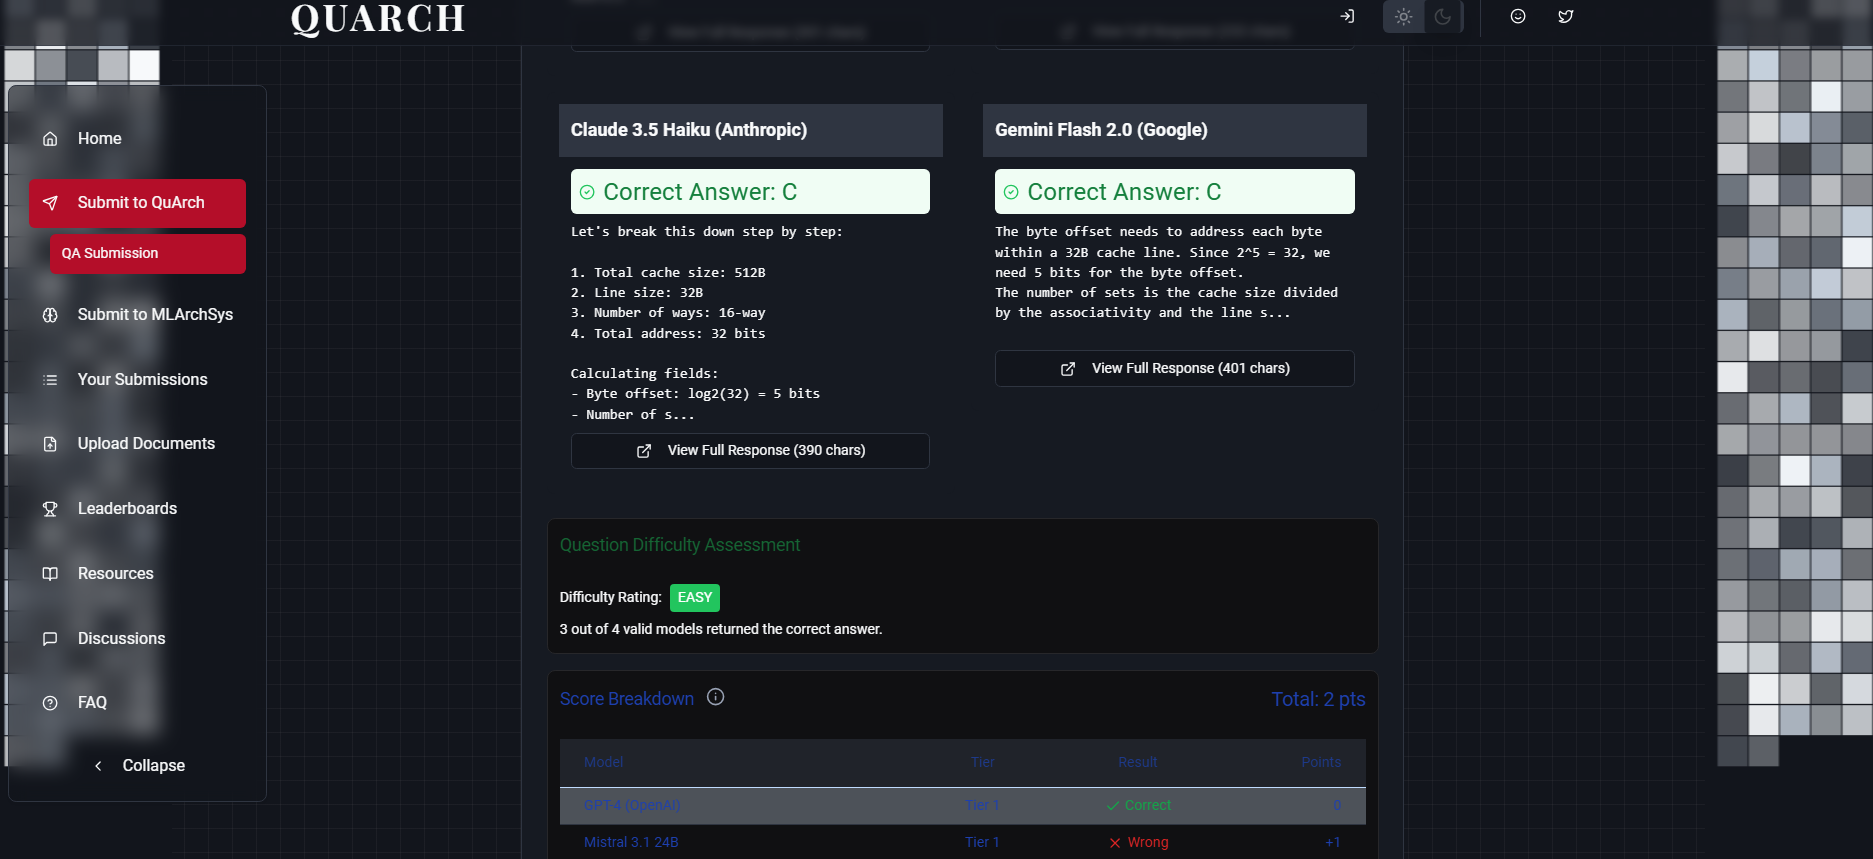 QUARCH
Home
Submit to QuArch
QA Submission
Submit to MLArchSys
Your Submissions
Upload Documents
Leaderboards
Resources
Discussions
FAQ
Collapse
Claude 3.5 Haiku (Anthropic)
Correct Answer: C
Let's break this down step by step:
1. Total cache size: 512B
2. Line size: 32B
3. Number of ways: 16-way
4. Total address: 32 bits
Calculating fields:
- Byte offset: log2(32) = 5 bits
- Number of s...
View Full Response (390 chars)
Gemini Flash 2.0 (Google)
Correct Answer: C
The byte offset needs to address each byte
within a 32B cache line. Since 2^5 = 32, we
need 5 bits for the byte offset.
The number of sets is the cache size divided
by the associativity and the line s...
View Full Response (401 chars)
Question Difficulty Assessment
Difficulty Rating: EASY
3 out of 4 valid models returned the correct answer.
Score Breakdown Total: 2 pts
Model Tier Result Points
GPT-4 (OpenAI) Tier 1 Correct 0
Mistral 3.1 24B Tier 1 Wrong +1